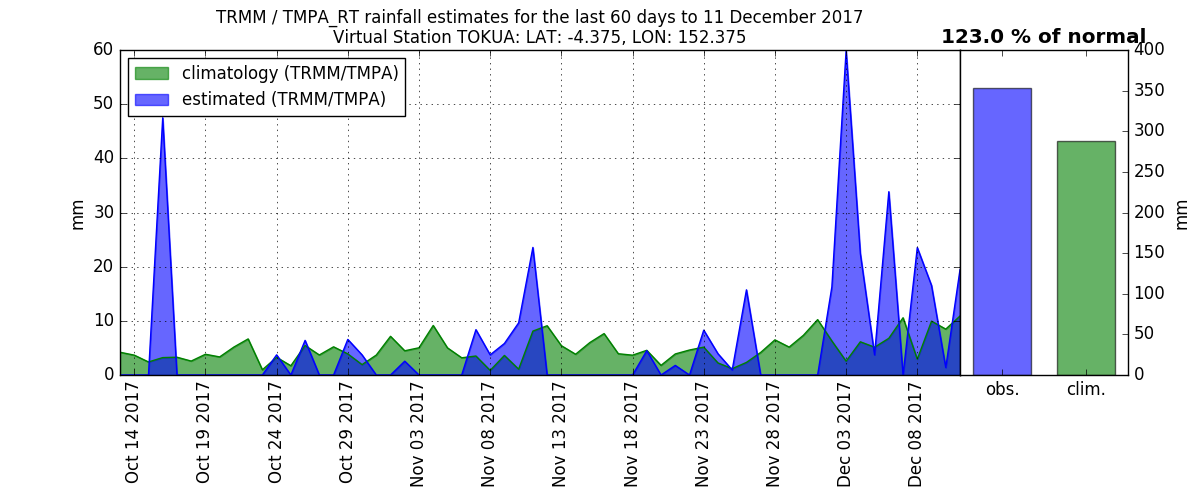 TRMM / TMPA_RT rainfall estimates for the last 60 days to 11 December 2017
Virtual Station TOKUA: LAT: -4.375, LON: 152.375
123.0 % of normal
climatology (TRMM/TMPA)
estimated (TRMM/TMPA)
mm
60
50
40
30
20
10
0
Oct 14 2017
Oct 19 2017
Oct 24 2017
Oct 29 2017
Nov 03 2017
Nov 08 2017
Nov 13 2017
Nov 18 2017
Nov 23 2017
Nov 28 2017
Dec 03 2017
Dec 08 2017
obs.
clim.
400
350
300
250
200
150
100
50
0
mm